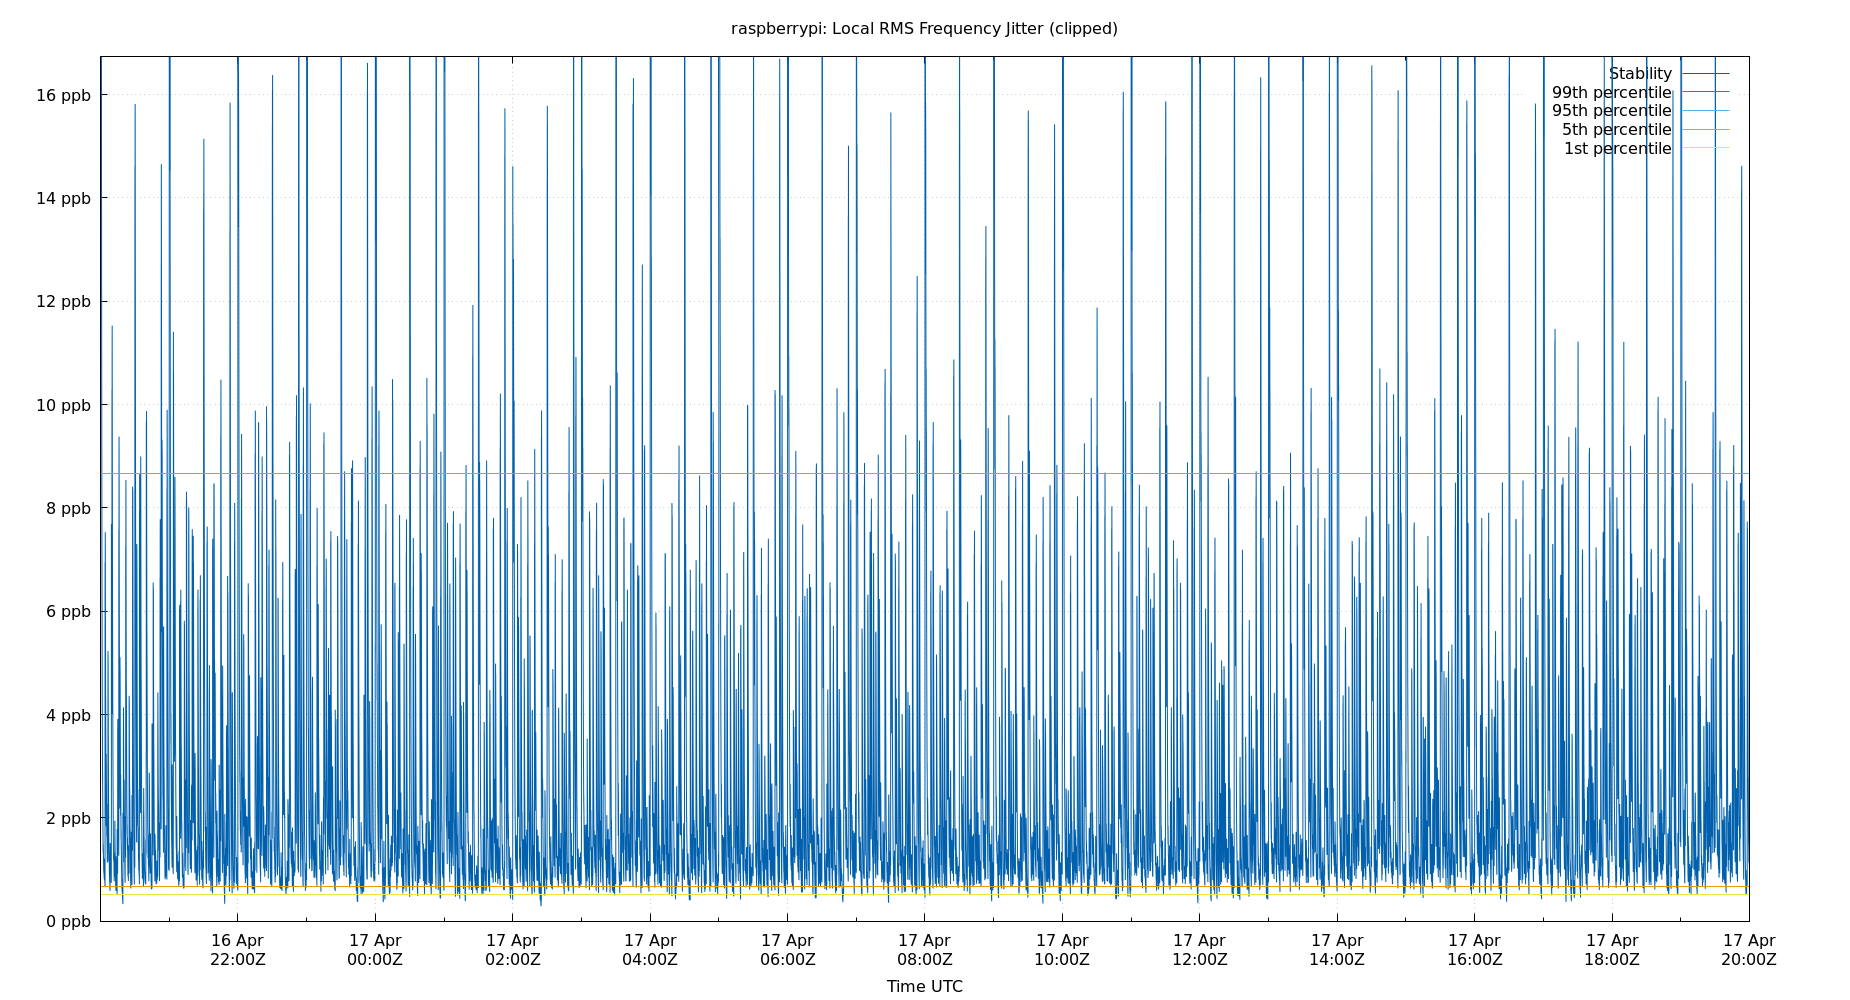 raspberrypi: Local RMS Frequency Jitter (clipped)
Stability
99th percentile
95th percentile
5th percentile
1st percentile
16 ppb
14 ppb
12 ppb
10 ppb
8 ppb
6 ppb
4 ppb
2 ppb
0 ppb
16 Apr 17 Apr 17 Apr 17 Apr 17 Apr 17 Apr 17 Apr 17 Apr 17 Apr 17 Apr 17 Apr 17 Apr
22:00Z 00:00Z 02:00Z 04:00Z 06:00Z 08:00Z 10:00Z 12:00Z 14:00Z 16:00Z 18:00Z 20:00Z
Time UTC